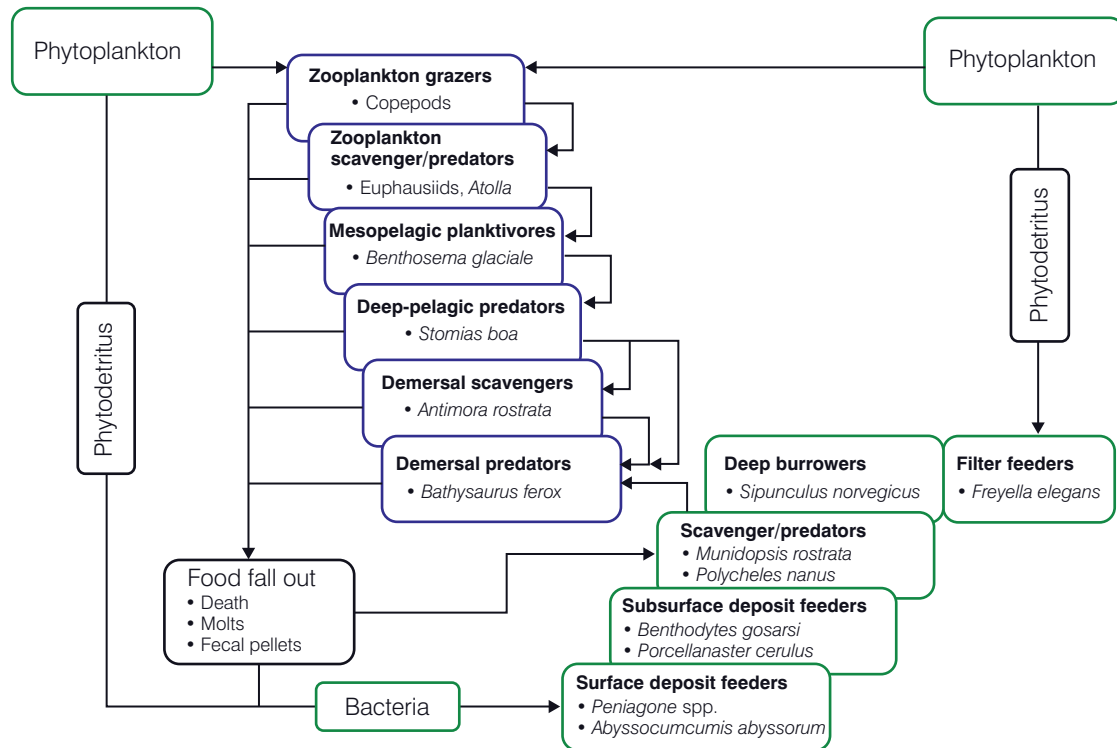 Phytoplankton
Phytoplankton
Zooplankton grazers
• Copepods
Zooplankton
scavenger/predators
• Euphausiids, Atolla
Mesopelagic planktivores
• Benthosema glaciale
Deep-pelagic predators
• Stomias boa
Demersal scavengers
• Antimora rostrata
Demersal predators
• Bathysaurus ferox
Phytodetritus
Phytodetritus
Deep burrowers
• Sipunculus norvegicus
Filter feeders
• Freyella elegans
Scavenger/predators
• Munidopsis rostrata
• Polycheles nanus
Food fall out
• Death
• Molts
• Fecal pellets
Subsurface deposit feeders
• Benthodytes gosarsi
• Porcellanaster cerulus
Surface deposit feeders
• Peniagone spp.
• Abyssocumcumis abyssorum
Bacteria